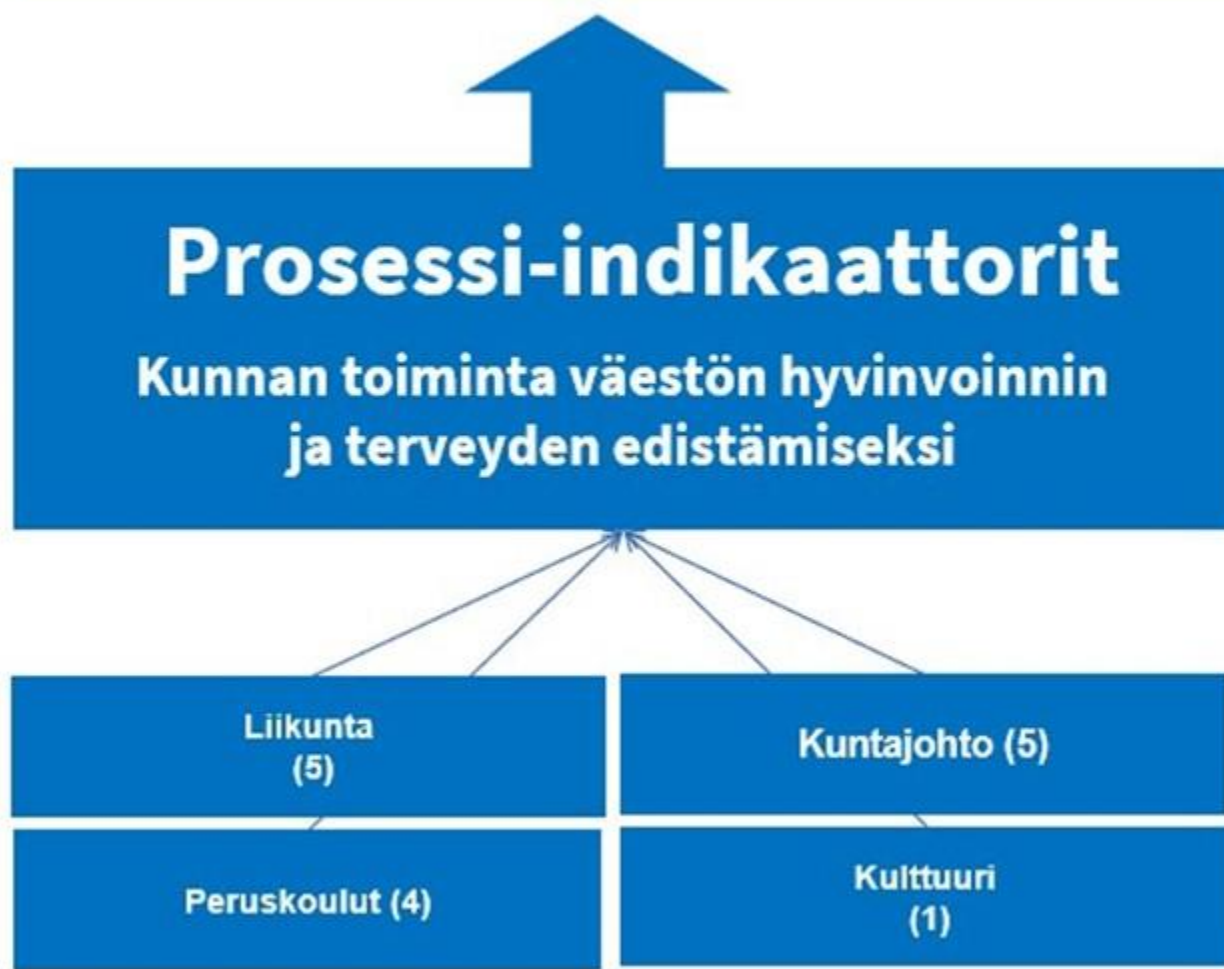 Prosessi-indikaattorit
Kunnan toiminta väestön hyvinvoinnin
ja terveyden edistämiseksi
Liikunta
(5)
Kuntajohto (5)
Peruskoulut (4)
Kulttuuri
(1)